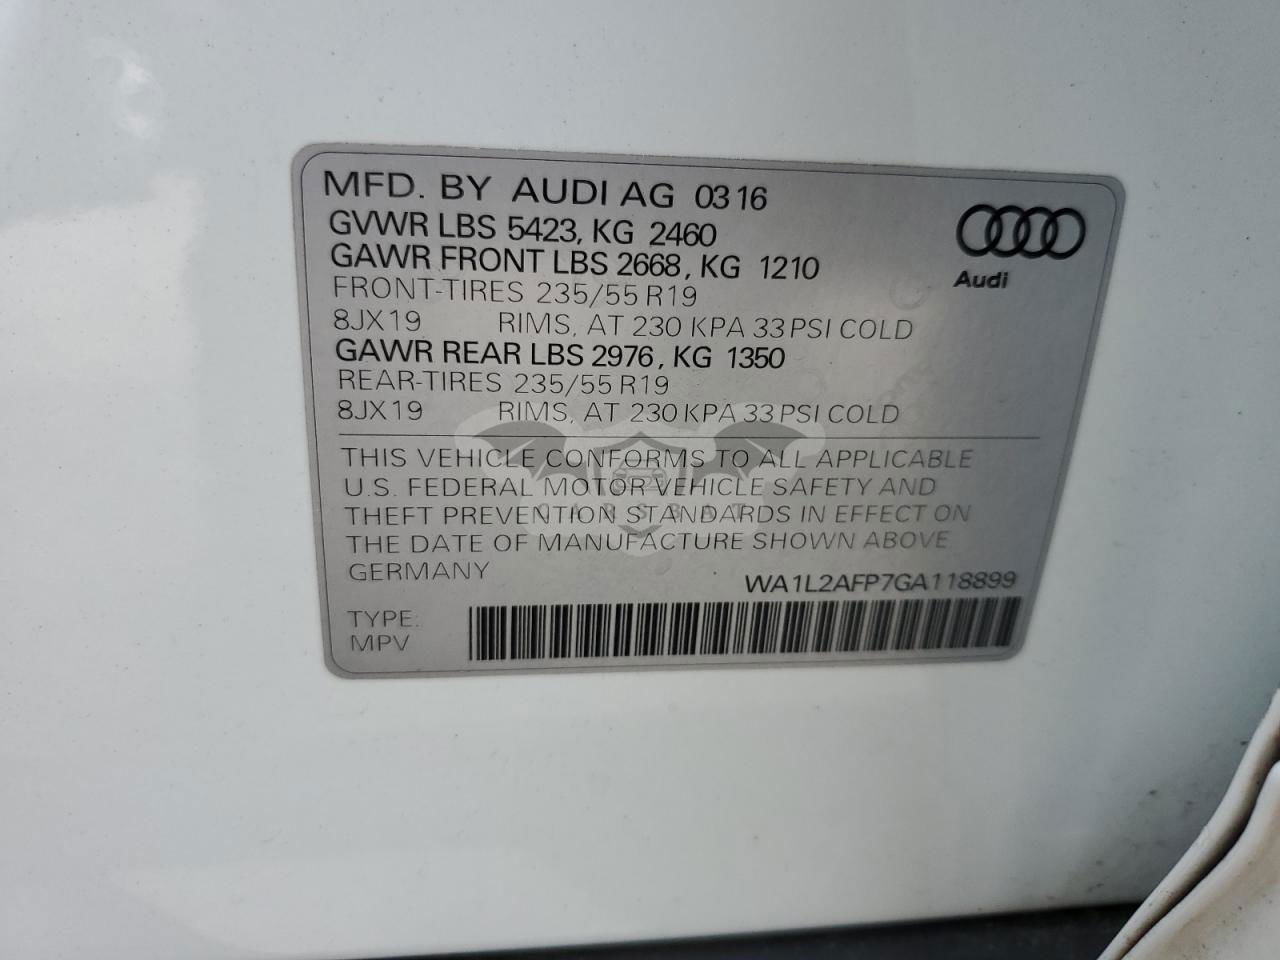 MFD. BY AUDI AG 03 16
GVWR LBS 5423, KG 2460
GAWR FRONT LBS 2668, KG 1210
FRONT-TIRES 235/55 R19
8JX19 RIMS, AT 230 KPA 33 PSI COLD
GAWR REAR LBS 2976, KG 1350
REAR-TIRES 235/55 R19
8JX19 RIMS, AT 230 KPA 33 PSI COLD
Audi
THIS VEHICLE CONFORMS TO ALL APPLICABLE
U.S. FEDERAL MOTOR VEHICLE SAFETY AND
THEFT PREVENTION STANDARDS IN EFFECT ON
THE DATE OF MANUFACTURE SHOWN ABOVE
GERMANY
WA1L2AFP7GA118899
TYPE:
MPV
CARSBAT